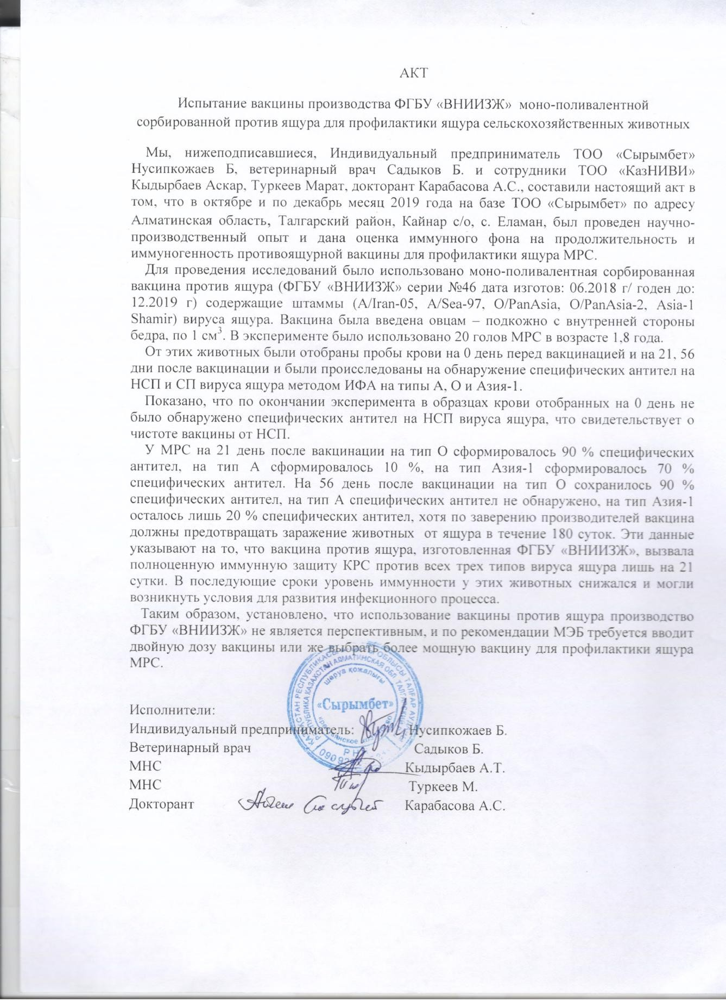 АКТ
Испытание вакцины производства ФГБУ «ВНИИЗЖ» моно-поливалентной
сорбированной против ящура для профилактики ящура сельскохозяйственных животных
Мы, нижеподписавшиеся, Индивидуальный предприниматель ТОО «Сырымбет»
Нусипкожаев Б, ветеринарный врач Садыков Б. и сотрудники ТОО «КазНИВИ»
Кыдырбаев Аскар, Туркеев Марат, докторант Карабасова А.С., составили настоящий акт в
том, что в октябре и по декабрь месяц 2019 года на базе ТОО «Сырымбет» по адресу
Алматинская область, Талгарский район, Кайнар с/о, с. Еламан, был проведен научно-
производственный опыт и дана оценка иммунного фона на продолжительность и
иммуногенность противоящурной вакцины для профилактики ящура МРС.
Для проведения исследований было использовано моно-поливалентная сорбированная
вакцина против ящура (ФГБУ «ВНИИЗЖ» серии №46 дата изготов: 06.2018 г/ годен до:
12.2019 г) содержащие штаммы (A/Iran-05, A/Sea-97, O/PanAsia, O/PanAsia-2, Asia-1
Shamir) вируса ящура. Вакцина была введена овцам – подкожно с внутренней стороны
бедра, по 1 см³. В эксперименте было использовано 20 голов МРС в возрасте 1,8 года.
От этих животных были отобраны пробы крови на 0 день перед вакцинацией и на 21, 56
дни после вакцинации и были происследованы на обнаружение специфических антител на
НСП и СП вируса ящура методом ИФА на типы А, О и Азия-1.
Показано, что по окончании эксперимента в образцах крови отобранных на 0 день не
было обнаружено специфических антител на НСП вируса ящура, что свидетельствует о
чистоте вакцины от НСП.
У МРС на 21 день после вакцинации на тип О сформировалось 90 % специфических
антител, на тип А сформировалось 10 %, на тип Азия-1 сформировалось 70 %
специфических антител. На 56 день после вакцинации на тип О сохранилось 90 %
специфических антител, на тип А специфических антител не обнаружено, на тип Азия-1
осталось лишь 20 % специфических антител, хотя по заверению производителей вакцина
должны предотвращать заражение животных от ящура в течение 180 суток. Эти данные
указывают на то, что вакцина против ящура, изготовленная ФГБУ «ВНИИЗЖ», вызвала
полноценную иммунную защиту КРС против всех трех типов вируса ящура лишь на 21
сутки. В последующие сроки уровень иммунности у этих животных снижался и могли
возникнуть условия для развития инфекционного процесса.
Таким образом, установлено, что использование вакцины против ящура производство
ФГБУ «ВНИИЗЖ» не является перспективным, и по рекомендации МЭБ требуется вводит
двойную дозу вакцины или же выбрать более мощную вакцину для профилактики ящура
МРС.
ҚАЗАҚСТАН РЕСПУБЛИКАСЫ ОБЛЫСЫ ТАЛҒАР АУДАНЫ
РЕСПУБЛИКА КАЗАХСТАН АЛМАТИНСКАЯ ОБЛ. ТАЛГАРСКИЙ
шаруа қожалығы
«Сырымбет»
крестьянское
РНН
Исполнители:
Индивидуальный предприниматель: Нусипкожаев Б.
Ветеринарный врач Садыков Б.
МНС Кыдырбаев А.Т.
МНС Туркеев М.
Докторант Карабасова А.С.